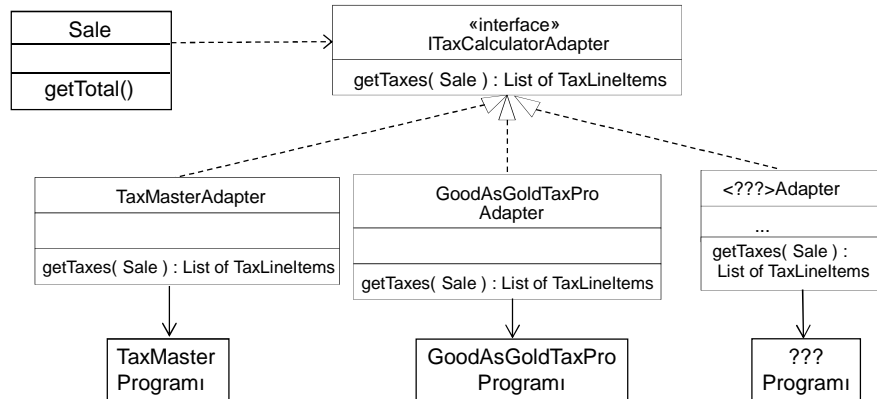 Sale
getTotal()
«interface»
ITaxCalculatorAdapter
getTaxes( Sale ) : List of TaxLineItems
TaxMasterAdapter
getTaxes( Sale ) : List of TaxLineItems
GoodAsGoldTaxPro
Adapter
getTaxes( Sale ) : List of TaxLineItems
<???>Adapter
...
getTaxes( Sale ) :
List of TaxLineItems
TaxMaster
Programı
GoodAsGoldTaxPro
Programı
???
Programı